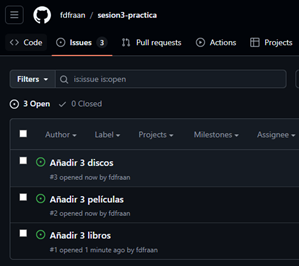 fdfraan / sesion3-practica
Code Issues 3 Pull requests Actions Projects
Filters is:issue is:open
3 Open 0 Closed
Author Label Projects Milestones Assignee
Añadir 3 discos
#3 opened now by fdfraan
Añadir 3 películas
#2 opened now by fdfraan
Añadir 3 libros
#1 opened 1 minute ago by fdfraan